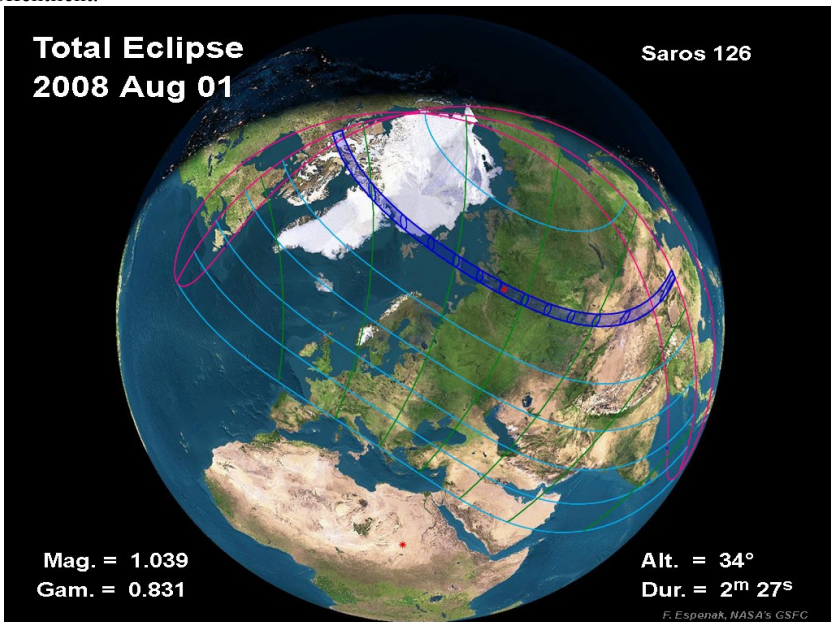 Total Eclipse
2008 Aug 01
Saros 126
Mag. = 1.039
Gam. = 0.831
Alt. = 34°
Dur. = 2m 27s
F. Espenak, NASA's GSFC